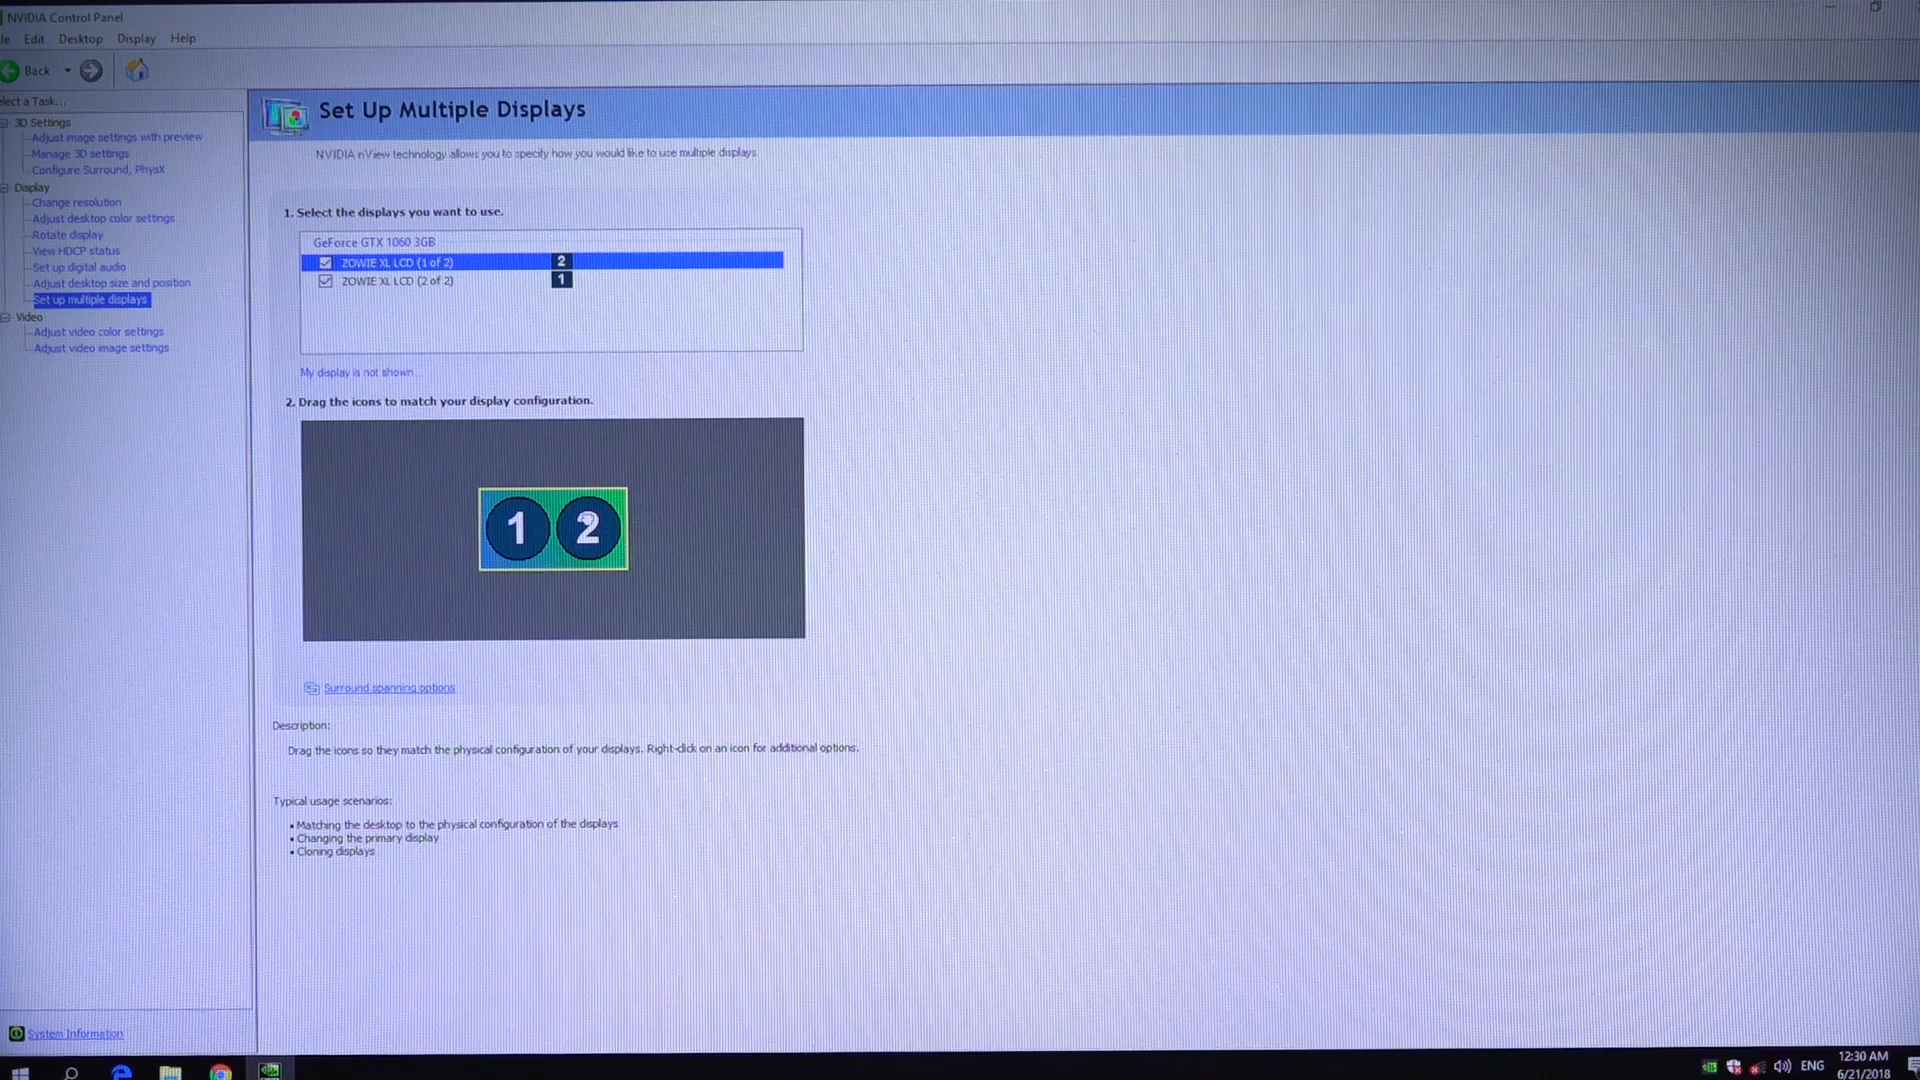 NVIDIA Control Panel
Edit Desktop Display Help
Back
Select a Task...
3D Settings
Adjust image settings with preview
Manage 3D settings
Configure Surround, PhysX
Display
Change resolution
Adjust desktop color settings
Rotate display
View HDCP status
Set up digital audio
Adjust desktop size and position
Set up multiple displays
Video
Adjust video color settings
Adjust video image settings
System Information
Set Up Multiple Displays
NVIDIA nView technology allows you to specify how you would like to use multiple displays.
1. Select the displays you want to use.
GeForce GTX 1060 3GB
ZOWIE XL LCD (1 of 2) 2
ZOWIE XL LCD (2 of 2) 1
My display is not shown...
2. Drag the icons to match your display configuration.
1 2
Surround spanning options
Description:
Drag the icons so they match the physical configuration of your displays. Right-click on an icon for additional options.
Typical usage scenarios:
• Matching the desktop to the physical configuration of the displays
• Changing the primary display
• Cloning displays
ENG
12:30 AM
6/21/2018